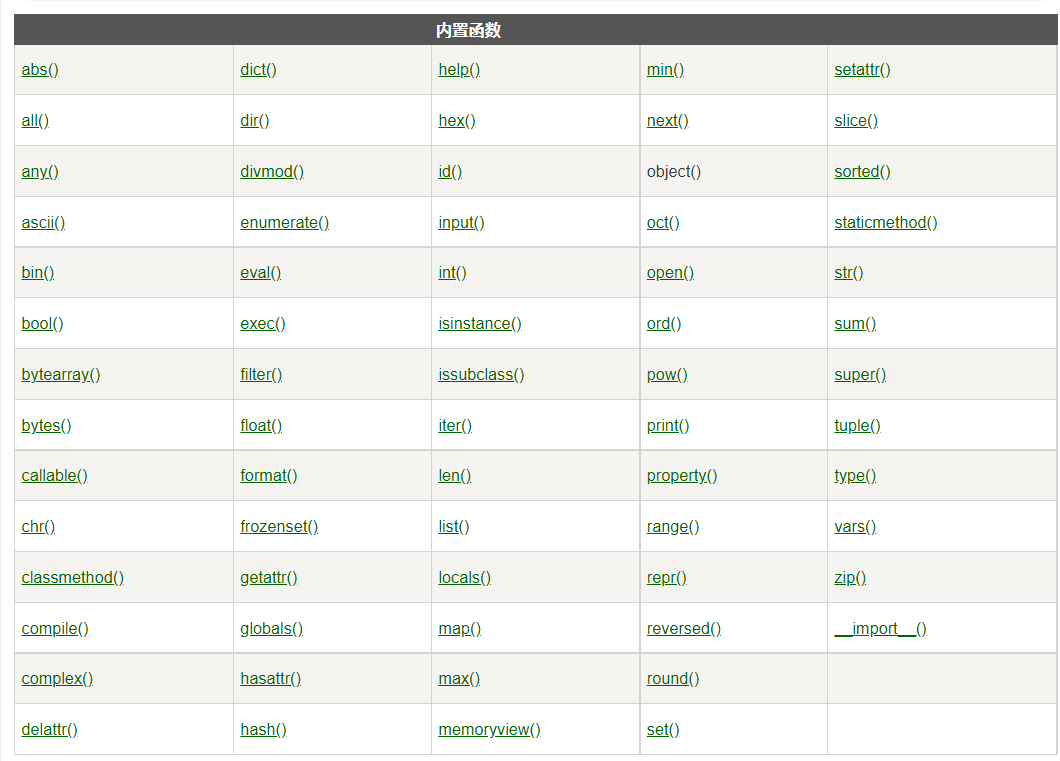 内置函数
abs() dict() help() min() setattr()
all() dir() hex() next() slice()
any() divmod() id() object() sorted()
ascii() enumerate() input() oct() staticmethod()
bin() eval() int() open() str()
bool() exec() isinstance() ord() sum()
bytearray() filter() issubclass() pow() super()
bytes() float() iter() print() tuple()
callable() format() len() property() type()
chr() frozenset() list() range() vars()
classmethod() getattr() locals() repr() zip()
compile() globals() map() reversed() __import__()
complex() hasattr() max() round()
delattr() hash() memoryview() set()